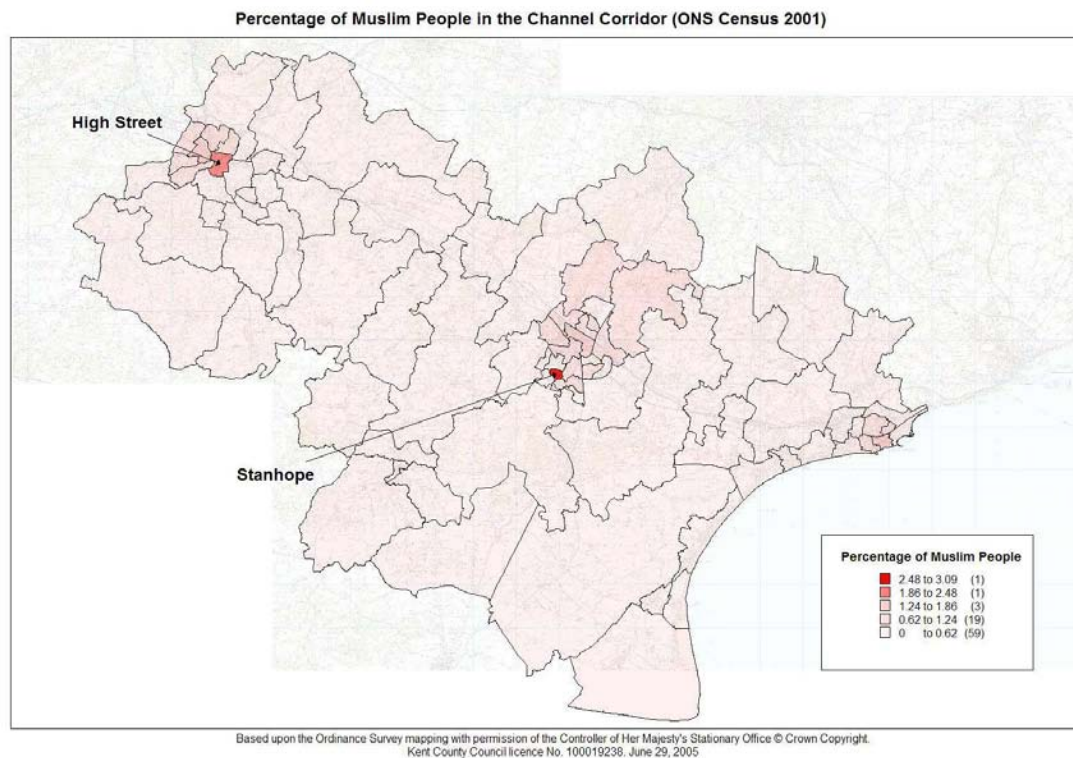 Percentage of Muslim People in the Channel Corridor (ONS Census 2001)
High Street
Stanhope
Percentage of Muslim People
2.48 to 3.09 (1)
1.86 to 2.48 (1)
1.24 to 1.86 (3)
0.62 to 1.24 (19)
0 to 0.62 (59)
Based upon the Ordinance Survey mapping with permission of the Controller of Her Majesty's Stationary Office © Crown Copyright.
Kent County Council licence No. 100019238. June 29, 2005